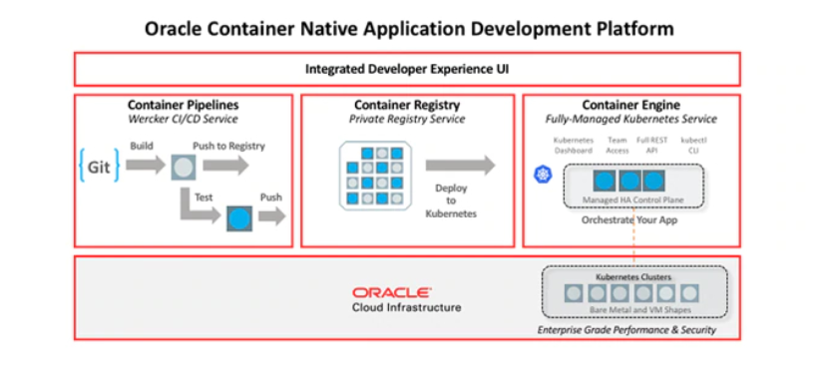 Oracle Container Native Application Development Platform
Integrated Developer Experience UI
Container Pipelines
Wercker CI/CD Service
{Git}
Build
Push to Registry
Test
Push
Container Registry
Private Registry Service
Deploy
to
Kubernetes
Container Engine
Fully-Managed Kubernetes Service
Kubernetes
Dashboard
Team
Access
Full REST
API
kubectl
CLI
Managed HA Control Plane
Orchestrate Your App
ORACLE
Cloud Infrastructure
Kubernetes Clusters
Bare Metal and VM Shapes
Enterprise Grade Performance & Security